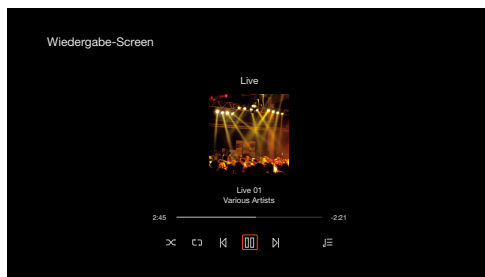 Wiedergabe-Screen
Live
Live 01
Various Artists
2:45 -2:21